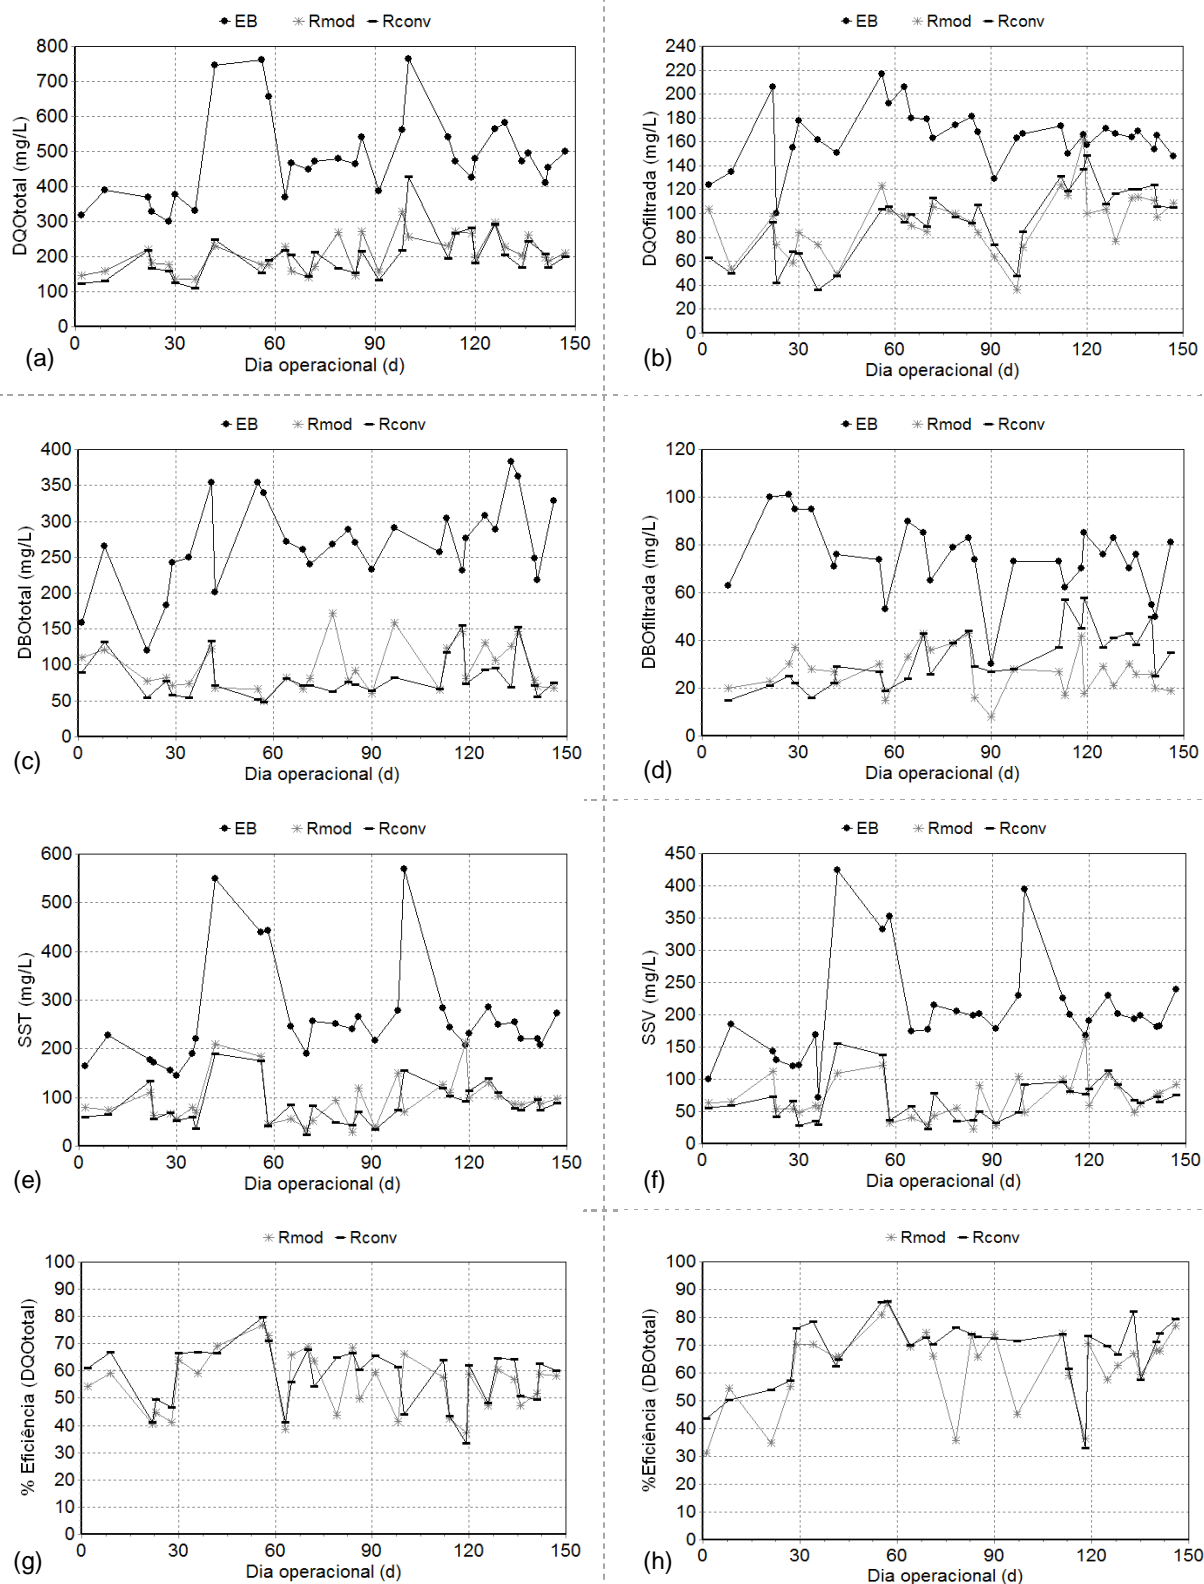 EB Rmod Rconv
800
700
600
500
400
300
200
100
0
DQOtotal (mg/L)
0 30 60 90 120 150
Dia operacional (d)
(a)
EB Rmod Rconv
240
220
200
180
160
140
120
100
80
60
40
20
0
DQOfiltrada (mg/L)
0 30 60 90 120 150
Dia operacional (d)
(b)
EB Rmod Rconv
400
350
300
250
200
150
100
50
0
DBOtotal (mg/L)
0 30 60 90 120 150
Dia operacional (d)
(c)
EB Rmod Rconv
120
100
80
60
40
20
0
DBOfiltrada (mg/L)
0 30 60 90 120 150
Dia operacional (d)
(d)
EB Rmod Rconv
600
500
400
300
200
100
0
SST (mg/L)
0 30 60 90 120 150
Dia operacional (d)
(e)
EB Rmod Rconv
450
400
350
300
250
200
150
100
50
0
SSV (mg/L)
0 30 60 90 120 150
Dia operacional (d)
(f)
Rmod Rconv
100
90
80
70
60
50
40
30
20
10
0
% Eficiência (DQOtotal)
0 30 60 90 120 150
Dia operacional (d)
(g)
Rmod Rconv
100
90
80
70
60
50
40
30
20
10
0
%Eficiência (DBOtotal)
0 30 60 90 120 150
Dia operacional (d)
(h)